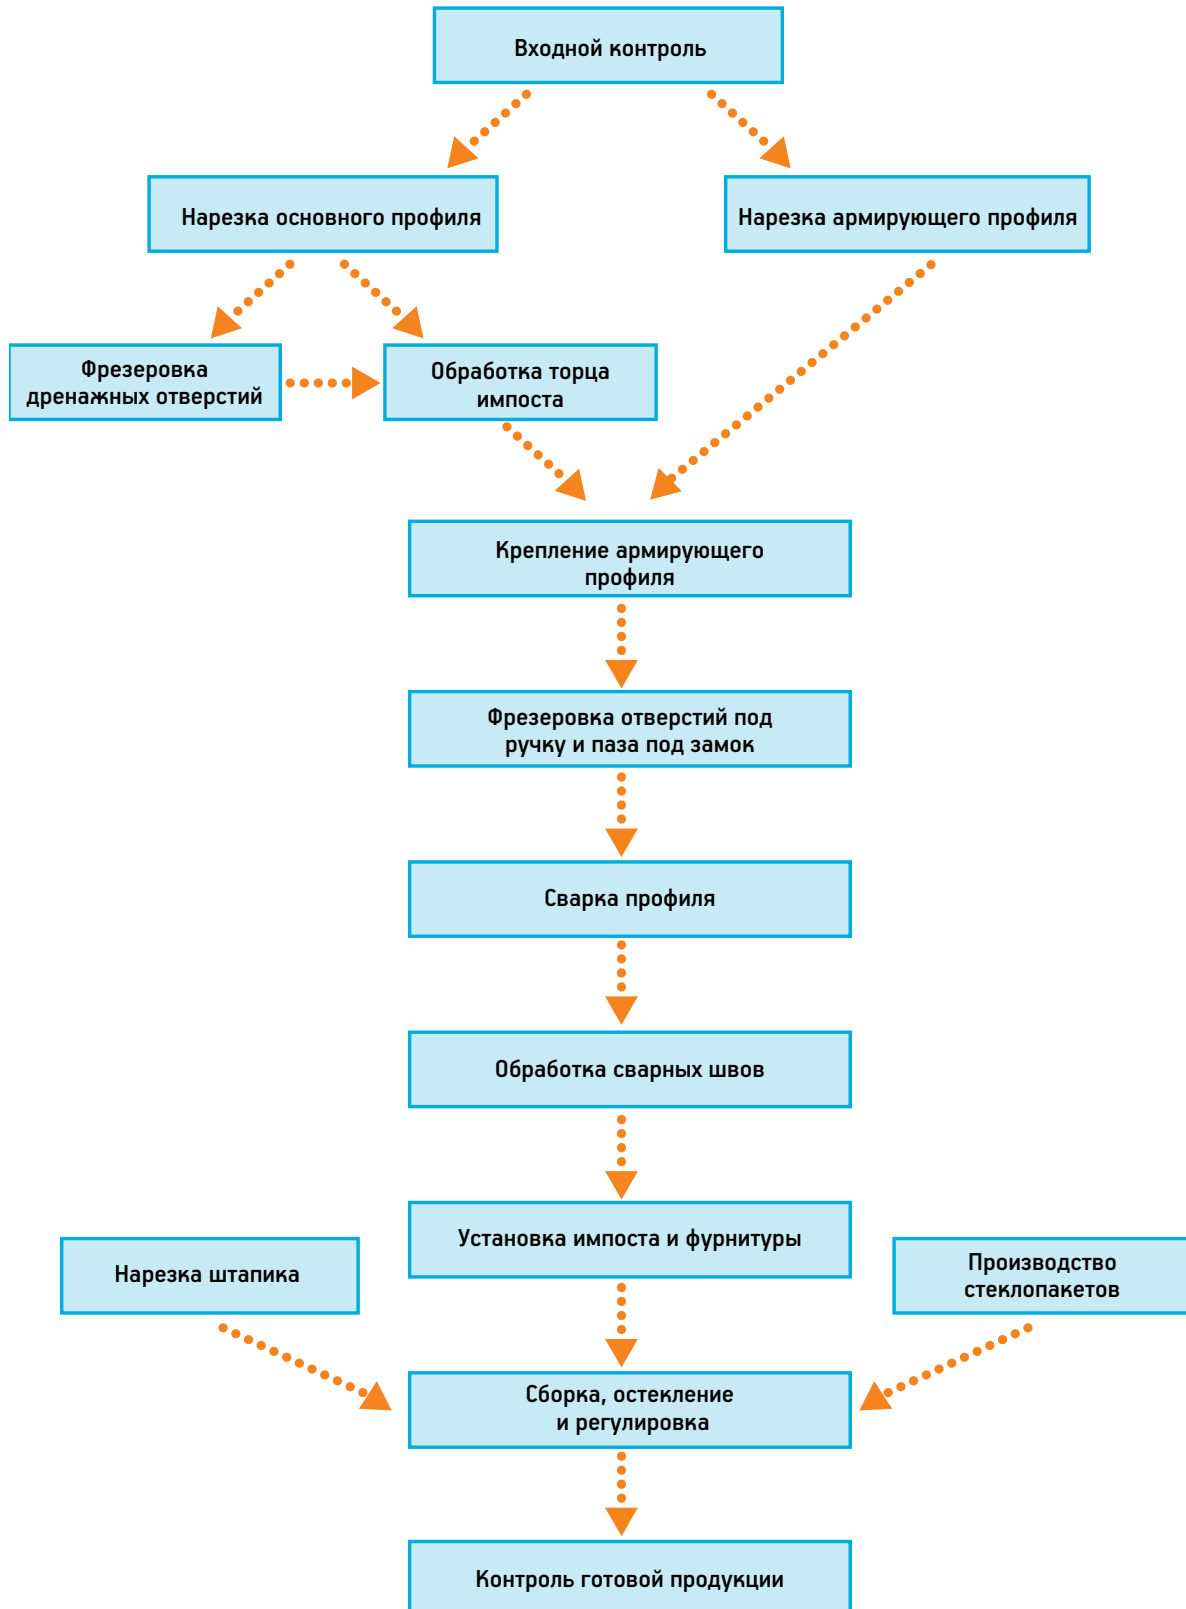 Входной контроль
Нарезка основного профиля
Нарезка армирующего профиля
Фрезеровка
дренажных отверстий
Обработка торца
импоста
Крепление армирующего
профиля
Фрезеровка отверстий под
ручку и паза под замок
Сварка профиля
Обработка сварных швов
Установка импоста и фурнитуры
Нарезка штапика
Производство
стеклопакетов
Сборка, остекление
и регулировка
Контроль готовой продукции